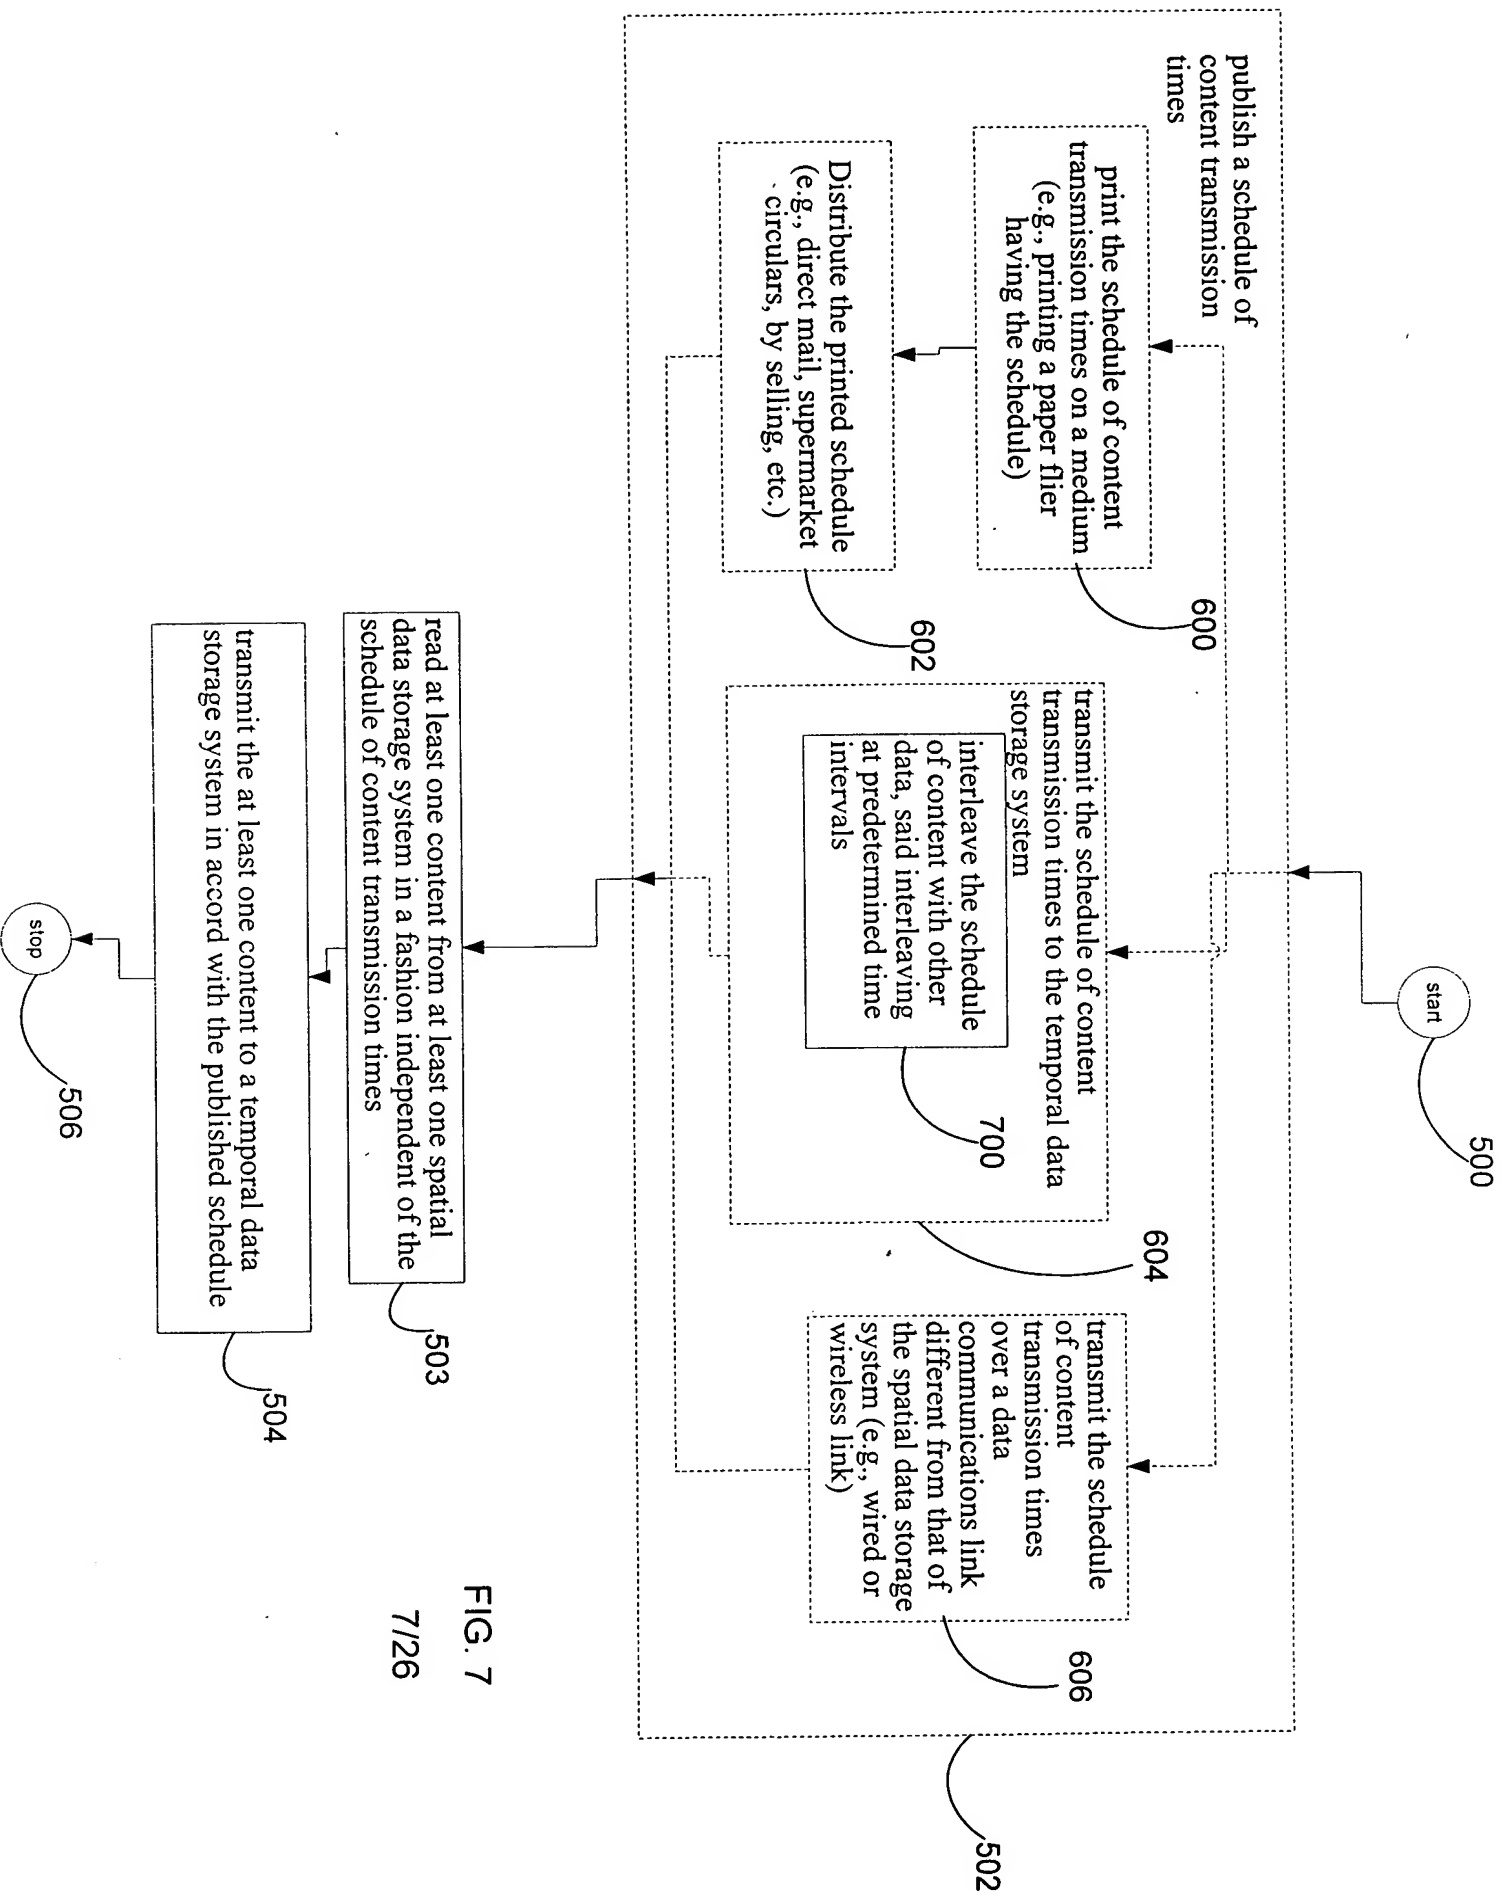 start
500
publish a schedule of
content transmission
times
print the schedule of content
transmission times on a medium
(e.g., printing a paper flier
having the schedule)
600
Distribute the printed schedule
(e.g., direct mail, supermarket
circulars, by selling, etc.)
602
transmit the schedule of content
transmission times to the temporal data
storage system
interleave the schedule
of content with other
data, said interleaving
at predetermined time
intervals
700
604
transmit the schedule
of content
transmission times
over a data
communications link
different from that of
the spatial data storage
system (e.g., wired or
wireless link)
606
502
read at least one content from at least one spatial
data storage system in a fashion independent of the
schedule of content transmission times
503
transmit the at least one content to a temporal data
storage system in accord with the published schedule
504
stop
506
FIG. 7
7/26